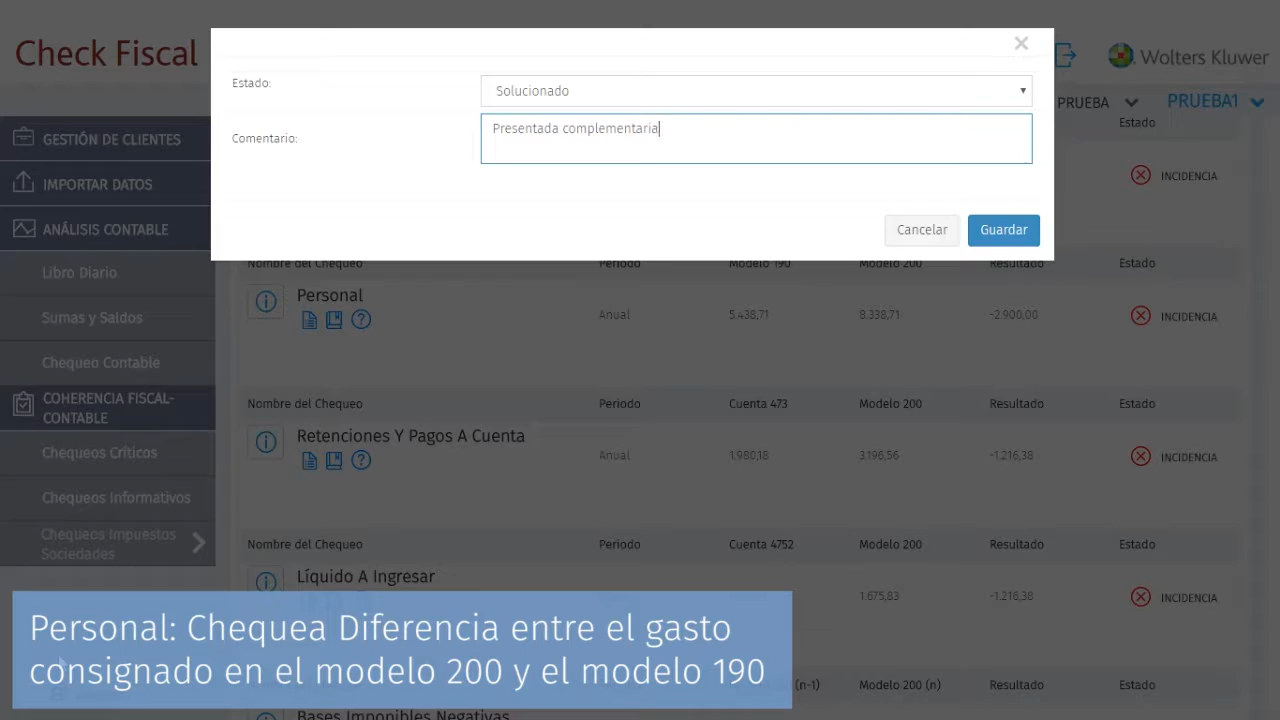 Check Fiscal
Wolters Kluwer
PRUEBA
PRUEBA1
GESTIÓN DE CLIENTES
IMPORTAR DATOS
ANÁLISIS CONTABLE
Libro Diario
Sumas y Saldos
Chequeo Contable
COHERENCIA FISCAL-
CONTABLE
Chequeos Críticos
Chequeos Informativos
Chequeos Impuestos
Sociedades
Estado:
Solucionado
Comentario:
Presentada complementaria
Cancelar
Guardar
Estado
INCIDENCIA
Nombre del Chequeo Periodo Modelo 190 Modelo 200 Resultado Estado
Personal
Anual 5.438,71 8.338,71 -2.900,00 INCIDENCIA
Nombre del Chequeo Periodo Cuenta 473 Modelo 200 Resultado Estado
Retenciones Y Pagos A Cuenta
Anual 1.980,18 3.196,56 -1.216,38 INCIDENCIA
Nombre del Chequeo Periodo Cuenta 4752 Modelo 200 Resultado Estado
Líquido A Ingresar
1.675,83 -1.216,38 INCIDENCIA
Personal: Chequea Diferencia entre el gasto
consignado en el modelo 200 y el modelo 190
(n-1) Modelo 200 (n) Resultado Estado
Bases Imponibles Negativas